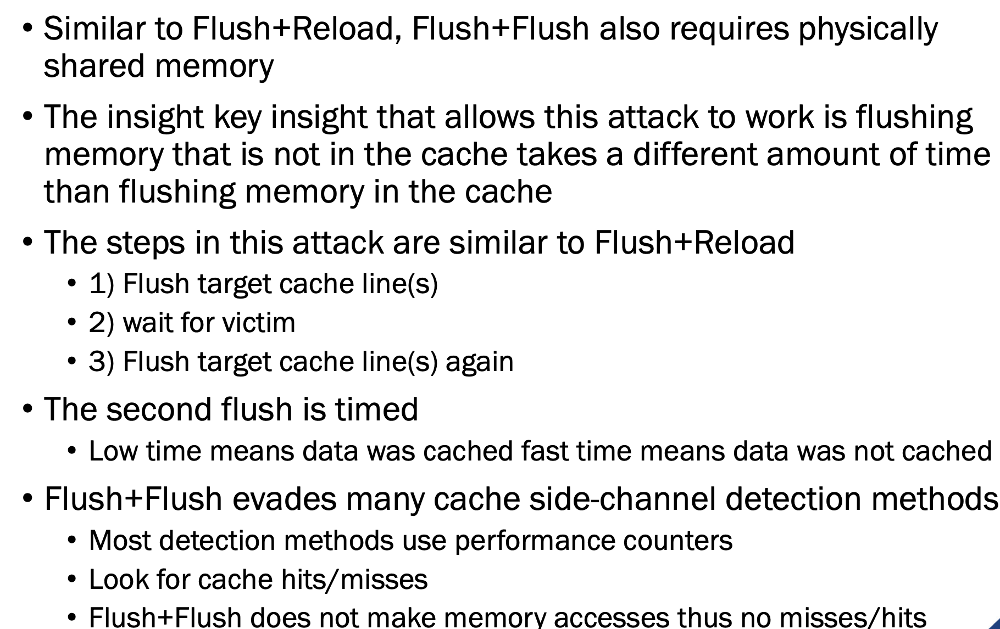 • Similar to Flush+Reload, Flush+Flush also requires physically
shared memory
• The insight key insight that allows this attack to work is flushing
memory that is not in the cache takes a different amount of time
than flushing memory in the cache
• The steps in this attack are similar to Flush+Reload
• 1) Flush target cache line(s)
• 2) wait for victim
• 3) Flush target cache line(s) again
• The second flush is timed
• Low time means data was cached fast time means data was not cached
• Flush+Flush evades many cache side-channel detection methods
• Most detection methods use performance counters
• Look for cache hits/misses
• Flush+Flush does not make memory accesses thus no misses/hits